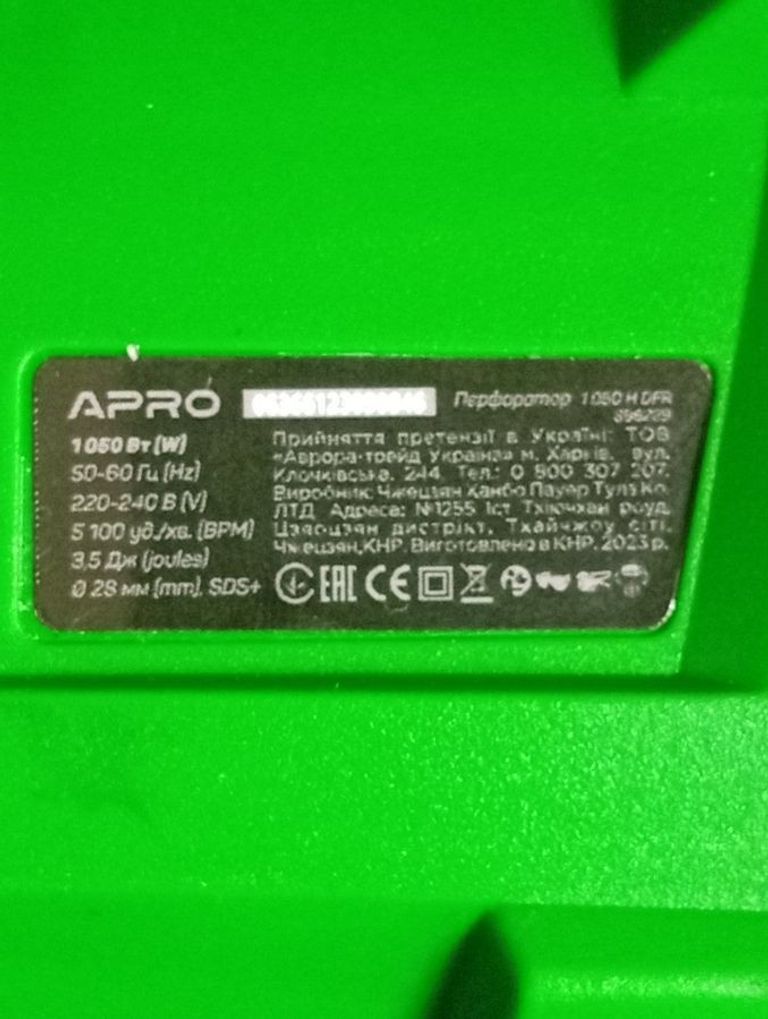 APRO
Перфоратор 1050 H DFR
1 050 Вт (W)
50-60 Гц (Hz)
220-240 В (V)
5 100 уд./хв. (BPM)
3,5 Дж (joules)
Ø 28 мм (mm), SDS+
Прийняття претензії в Україні: ТОВ
«Аврора-трейд Україна» м. Харків, вул.
Клочківська, 244. Тел.: 0 800 307 207.
Виробник: Чжецзян Ханбо Пауер Тулз Ко.
ЛТД. Адреса: №1255 Іст роуд,
Цзяоцзян дистрікт, Тхайчжоу сіті,
Чжецзян, КНР. Виготовлено в КНР. 2023 р.
EAC CE